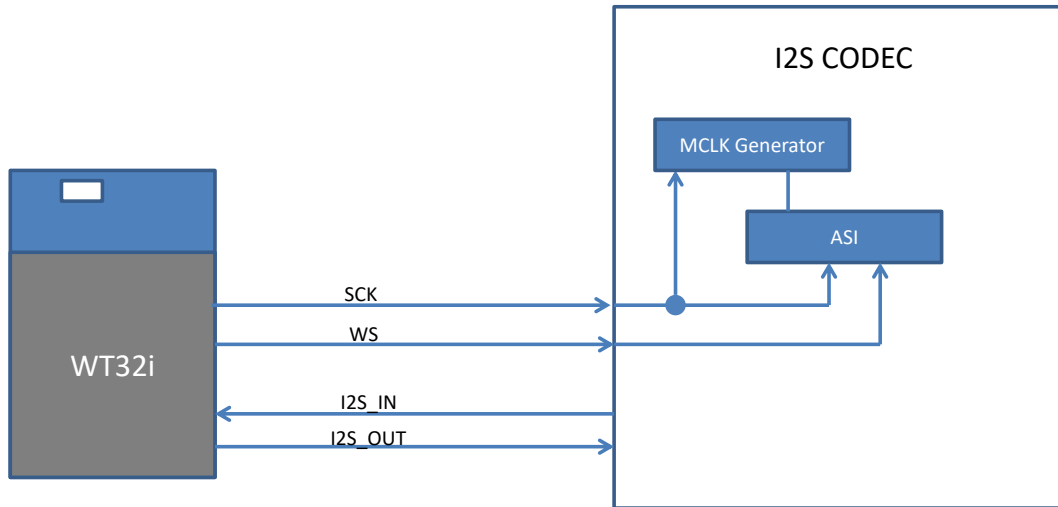 I2S CODEC
MCLK Generator
ASI
SCK
WS
WT32i
I2S_IN
I2S_OUT